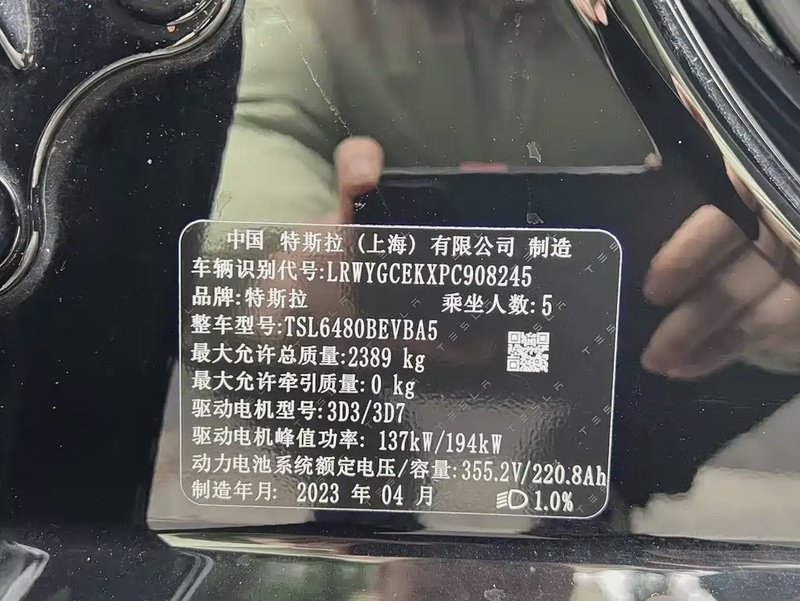 中国 特斯拉 (上海) 有限公司 制造
车辆识别代号:LRWYGCEKXPC908245
品牌:特斯拉 乘坐人数:5
整车型号:TSL6480BEVBA5
最大允许总质量:2389 kg
最大允许牵引质量:0 kg
驱动电机型号:3D3/3D7
驱动电机峰值功率: 137kW/194kW
动力电池系统额定电压/容量:355.2V/220.8Ah
制造年月: 2023 年 04 月 1.0%